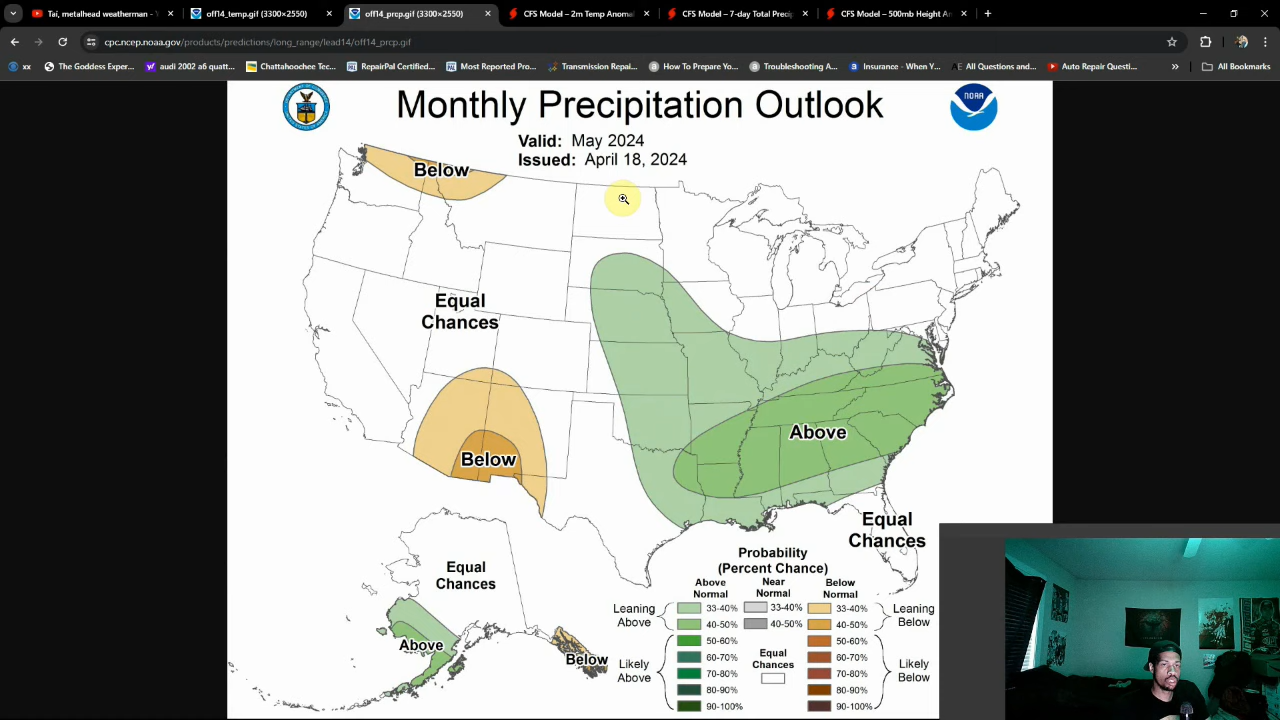 Tai, metalhead weatherman - Y
off14_temp.gif (3300×2550)
off14_prcp.gif (3300×2550)
CFS Model – 2m Temp Anoma
CFS Model – 7-day Total Preci
CFS Model – 500mb Height A
cpc.ncep.noaa.gov/products/predictions/long_range/lead14/off14_prcp.gif
xx
The Goddess Exper...
audi 2002 a6 quatt...
Chattahoochee Tec...
RepairPal Certified...
Most Reported Pro...
Transmission Repai...
How To Prepare Yo...
Troubleshooting A...
Insurance - When Y...
AE All Questions and...
Auto Repair Questi...
All Bookmarks
Monthly Precipitation Outlook
NOAA
Valid: May 2024
Issued: April 18, 2024
Below
Equal
Chances
Below
Above
Equal
Chances
Equal
Chances
Above
Below
Probability
(Percent Chance)
Above
Normal
Near
Normal
Below
Normal
Leaning
Above
33-40%
33-40%
33-40%
Leaning
Below
40-50%
40-50%
40-50%
50-60%
50-60%
Equal
Chances
Likely
Above
60-70%
60-70%
Likely
Below
70-80%
70-80%
80-90%
80-90%
90-100%
90-100%